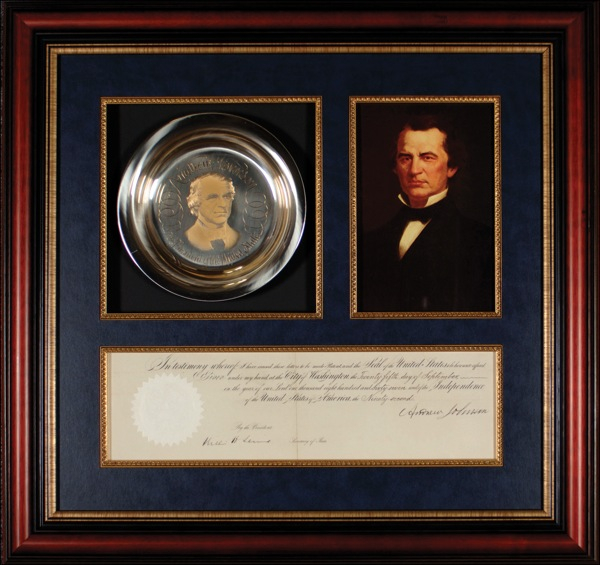 Andrew Johnson
In testimony whereof I have caused these letters to be made Patent and the Seal of the United States to be hereunto affixed
Given under my hand, at the City of Washington the Twenty fifth day of September
in the year of our Lord One thousand eight hundred and sixty seven and of the Independence
of the United States of America the Ninety second.
Andrew Johnson
By the President:
Secretary of State